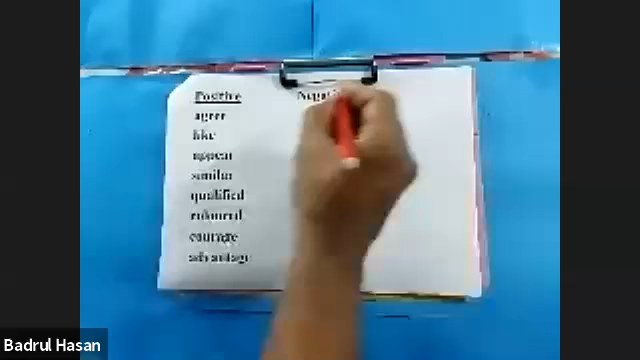 Positive
agree
like
appear
similar
qualified
coloured
courage
advantage
Badrul Hasan